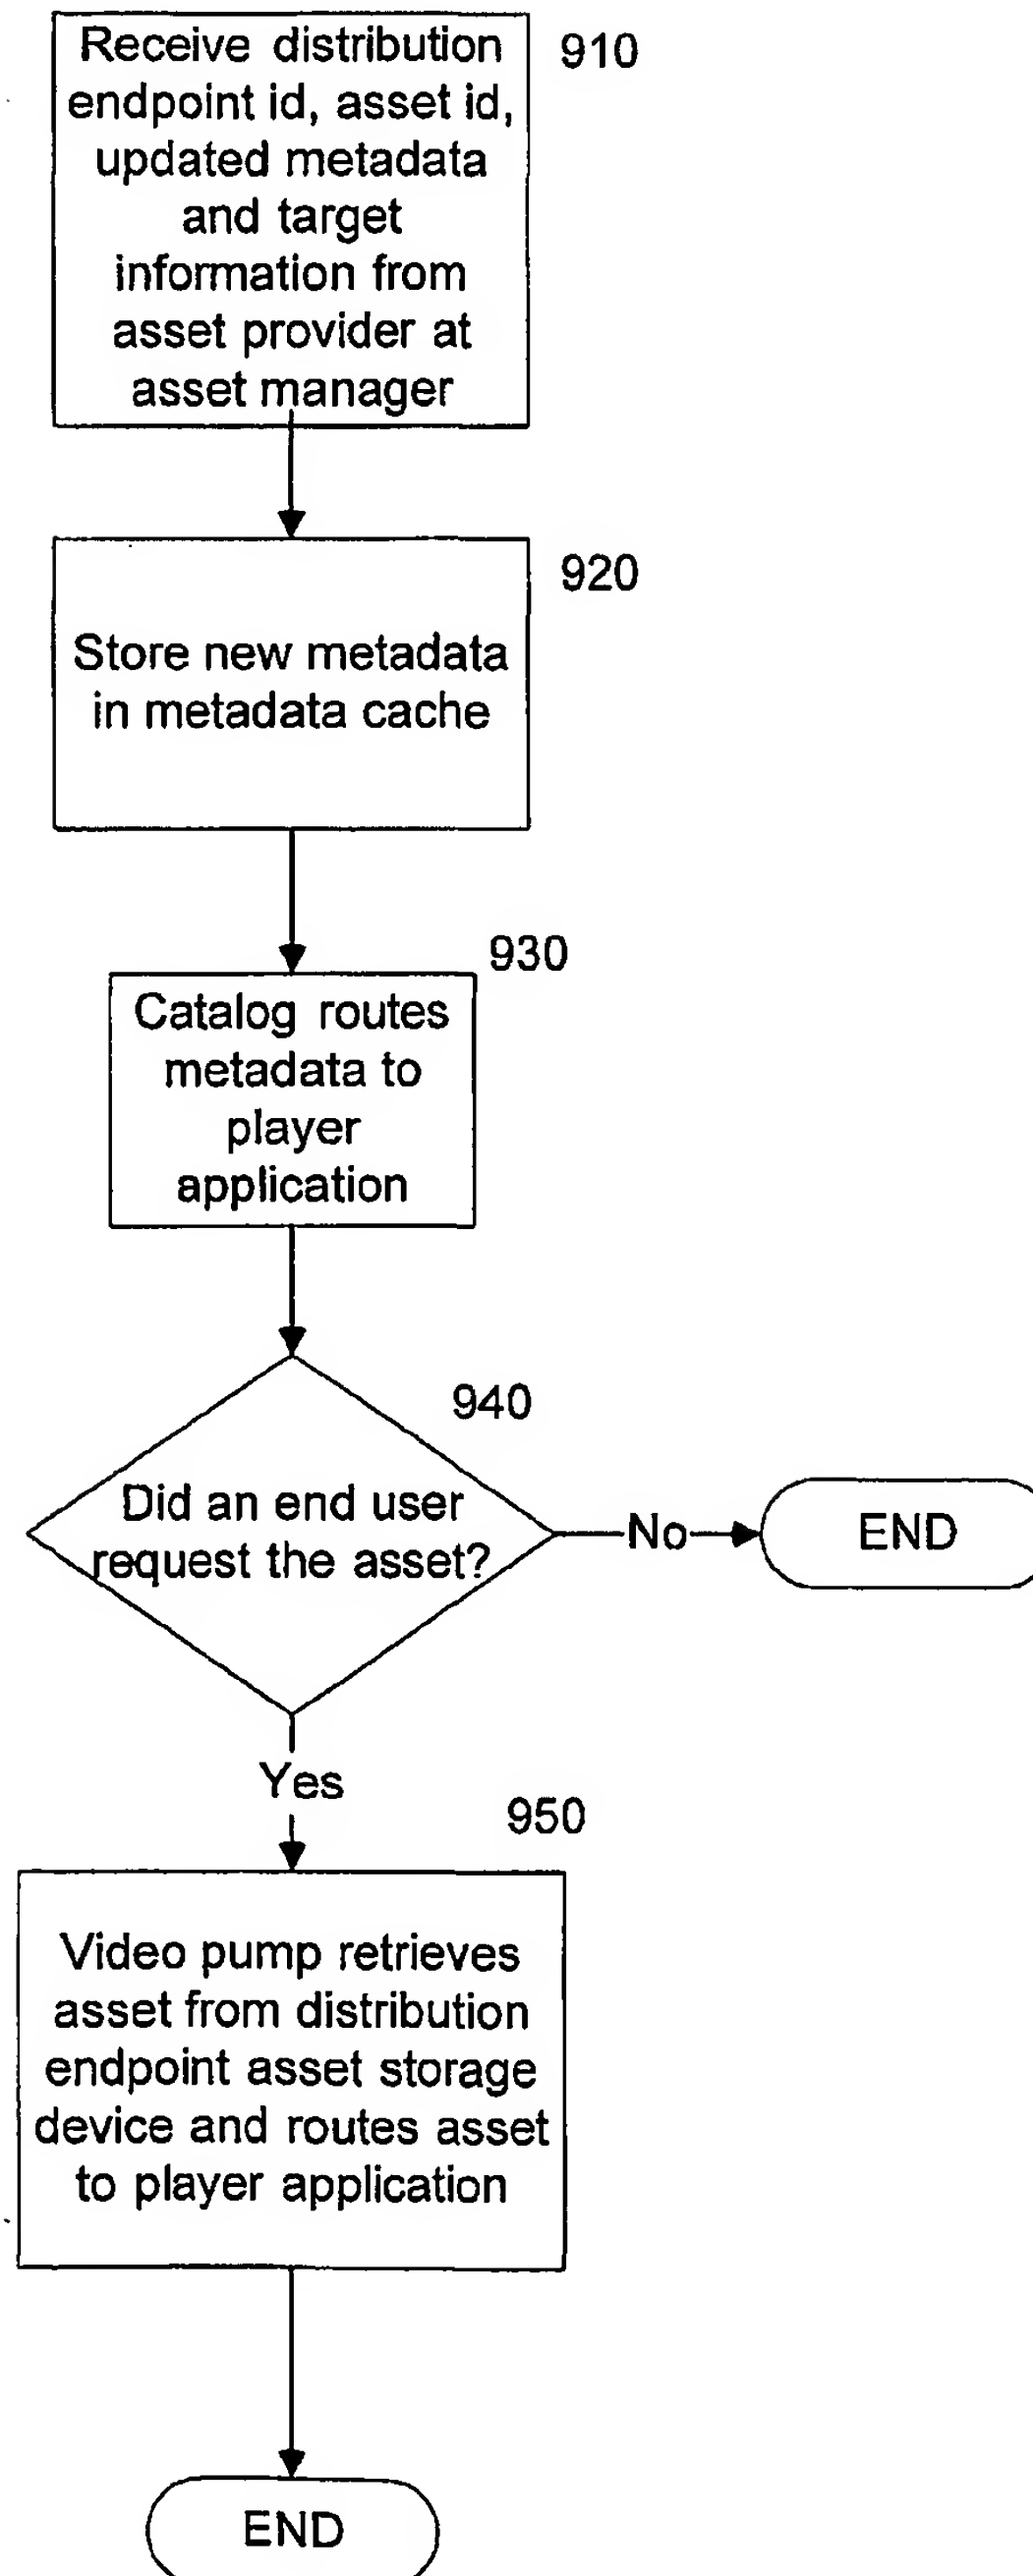 Receive distribution
endpoint id, asset id,
updated metadata
and target
information from
asset provider at
asset manager
910
Store new metadata
in metadata cache
920
930
Catalog routes
metadata to
player
application
940
Did an end user
request the asset?
No
END
Yes
950
Video pump retrieves
asset from distribution
endpoint asset storage
device and routes asset
to player application
END